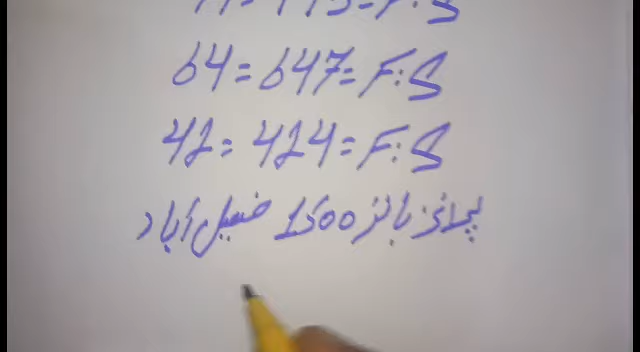 64 = 647 = F:S
42 = 424 = F:S
پرائز بانڈ 1500 فیصل آباد